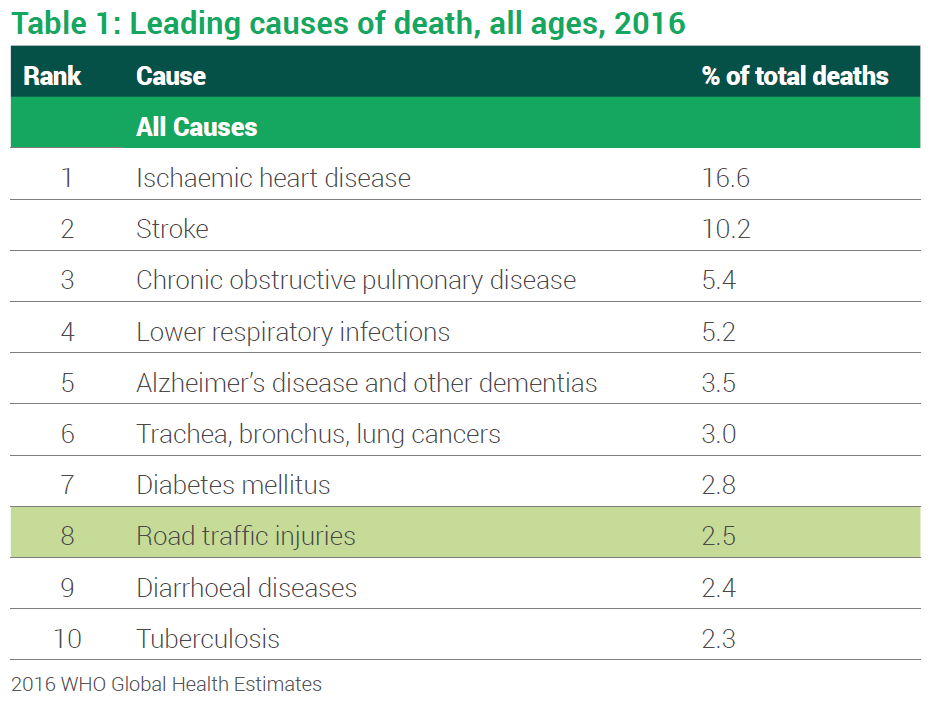 Table 1: Leading causes of death, all ages, 2016
Rank Cause % of total deaths
All Causes
1 Ischaemic heart disease 16.6
2 Stroke 10.2
3 Chronic obstructive pulmonary disease 5.4
4 Lower respiratory infections 5.2
5 Alzheimer’s disease and other dementias 3.5
6 Trachea, bronchus, lung cancers 3.0
7 Diabetes mellitus 2.8
8 Road traffic injuries 2.5
9 Diarrhoeal diseases 2.4
10 Tuberculosis 2.3
2016 WHO Global Health Estimates